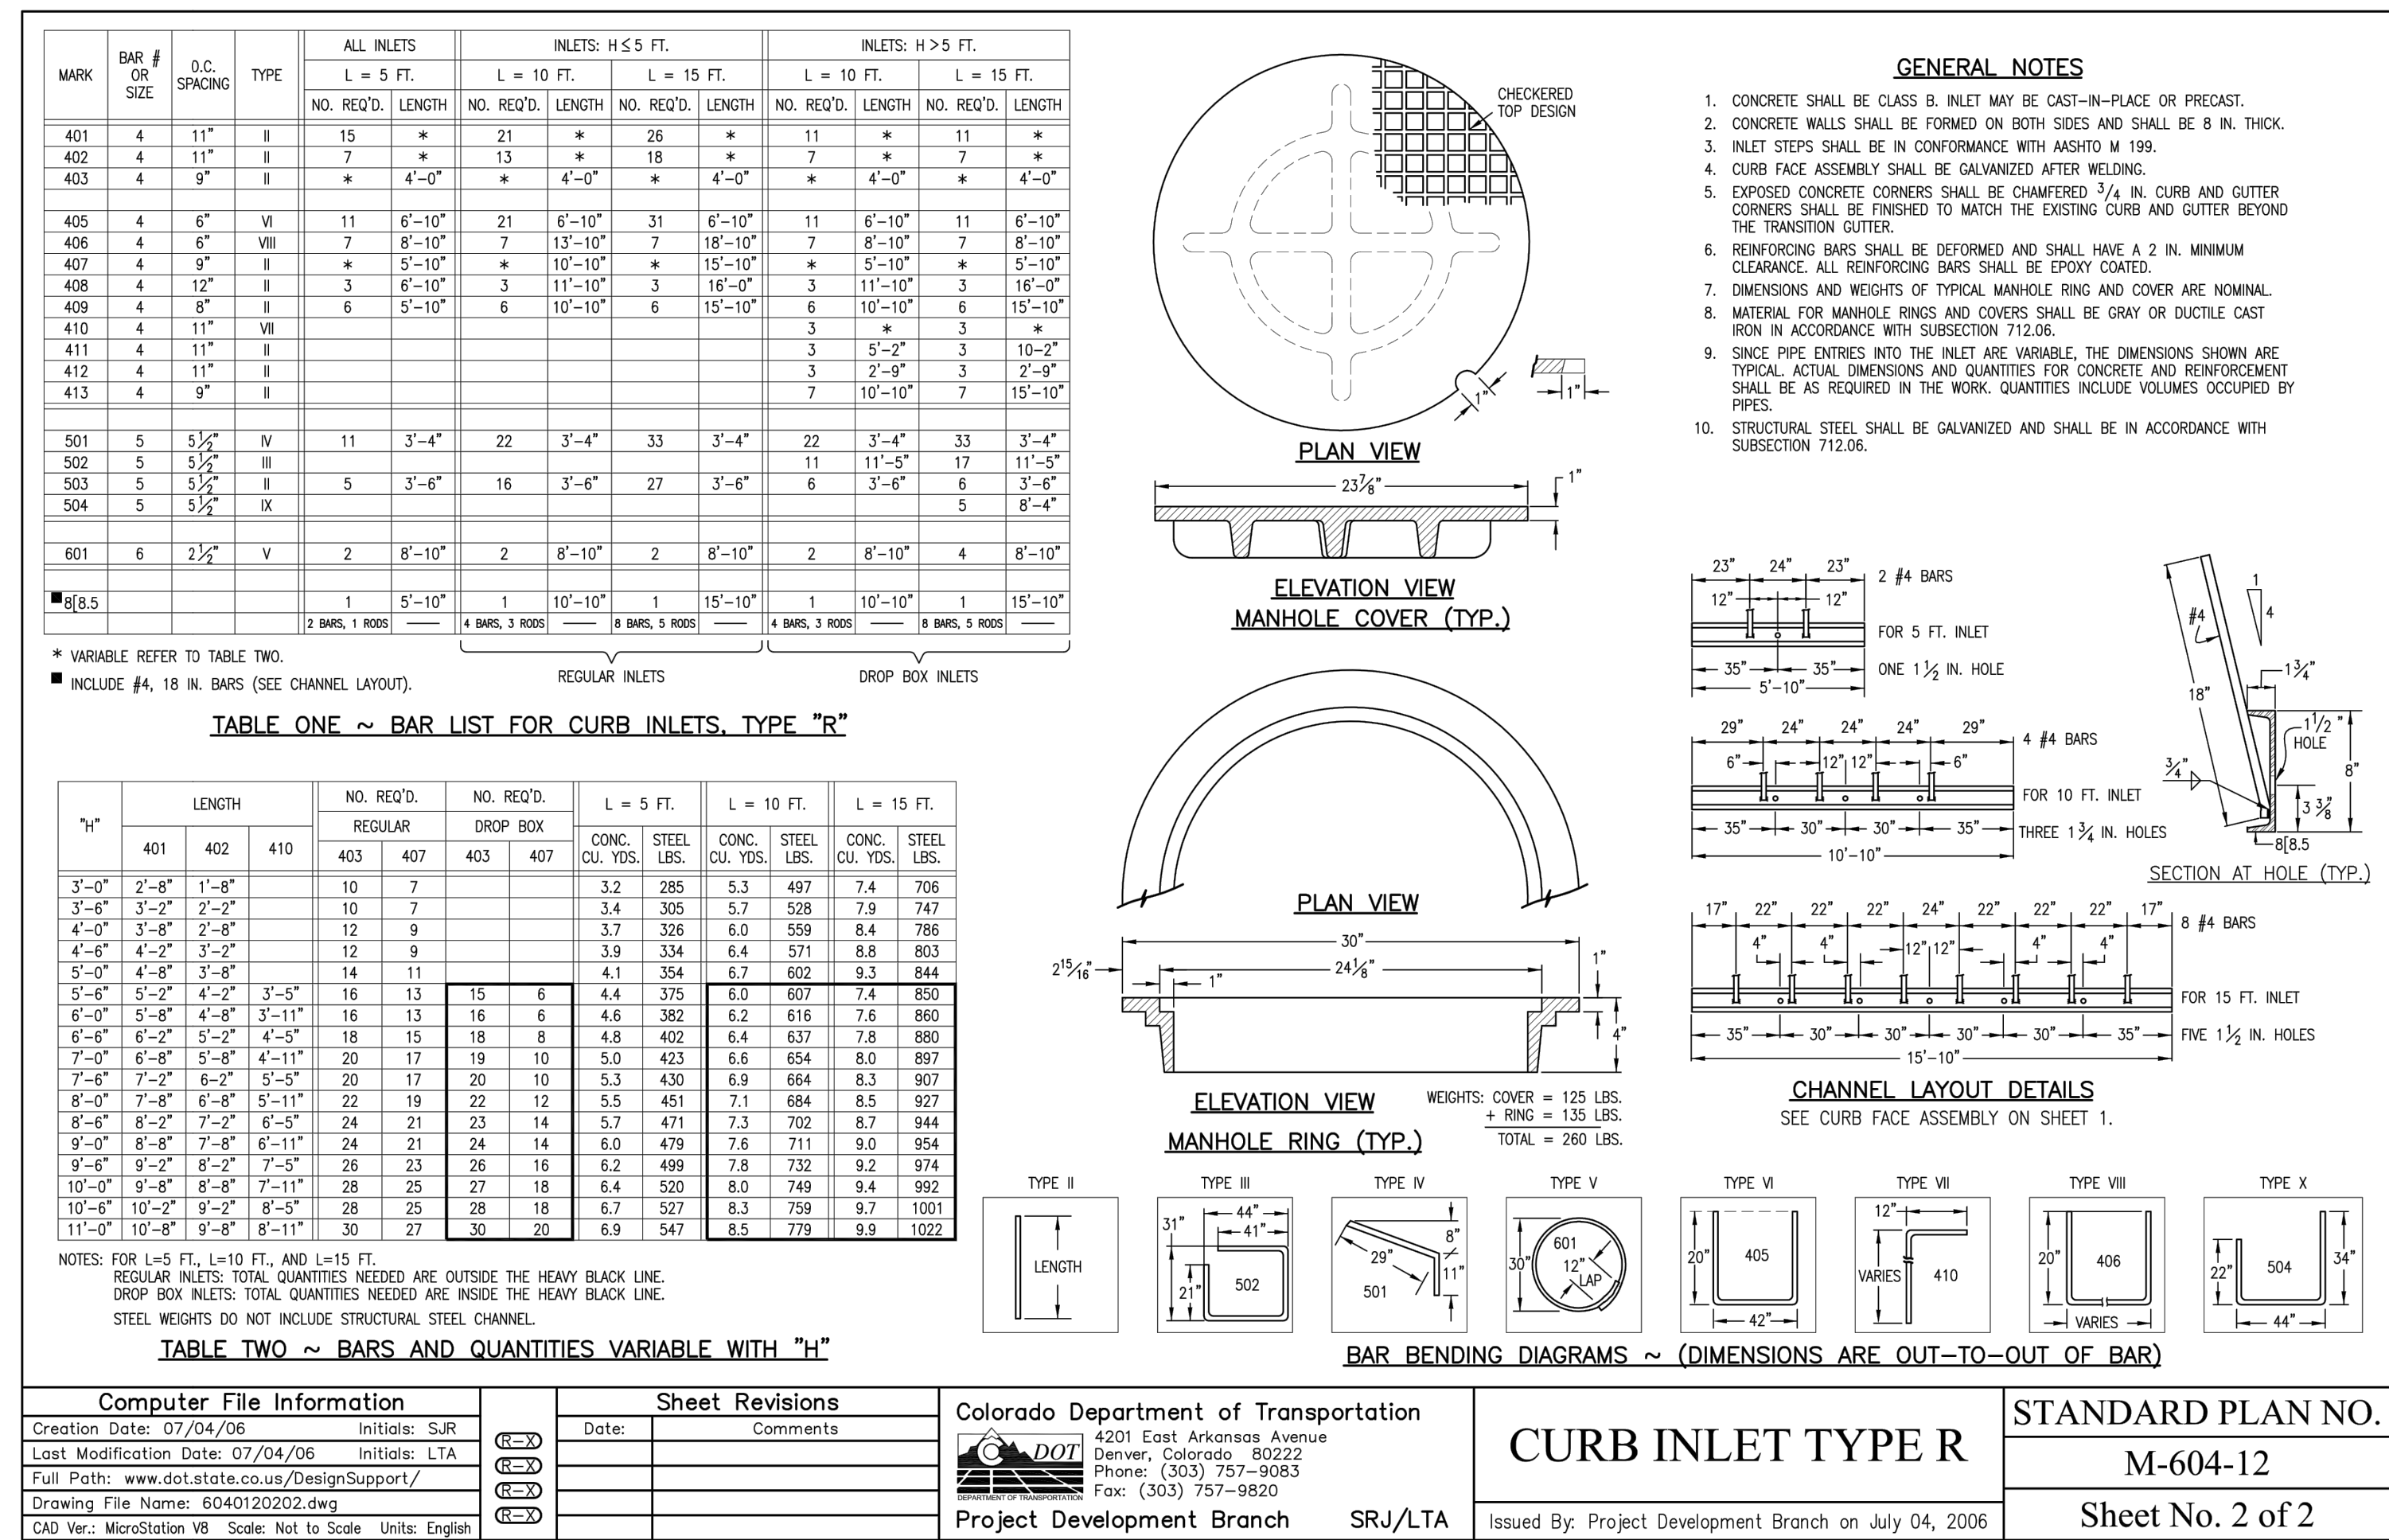 MARK BAR # OR SIZE O.C. SPACING TYPE ALL INLETS INLETS: H ≤ 5 FT. INLETS: H > 5 FT.
L = 5 FT. L = 10 FT. L = 15 FT. L = 10 FT. L = 15 FT.
NO. REQ'D. LENGTH NO. REQ'D. LENGTH NO. REQ'D. LENGTH NO. REQ'D. LENGTH NO. REQ'D. LENGTH
401 4 11" II 15 * 21 * 26 * 11 * 11 *
402 4 11" II 7 * 13 * 18 * 7 * 7 *
403 4 9" II * 4'-0" * 4'-0" * 4'-0" * 4'-0" * 4'-0"
405 4 6" VI 11 6'-10" 21 6'-10" 31 6'-10" 11 6'-10" 11 6'-10"
406 4 6" VIII 7 8'-10" 7 13'-10" 7 18'-10" 7 8'-10" 7 8'-10"
407 4 9" II * 5'-10" * 10'-10" * 15'-10" * 5'-10" * 5'-10"
408 4 12" II 3 6'-10" 3 11'-10" 3 16'-0" 3 11'-10" 3 16'-0"
409 4 8" II 6 5'-10" 6 10'-10" 6 15'-10" 6 10'-10" 6 15'-10"
410 4 11" VII 3 * 3 *
411 4 11" II 3 5'-2" 3 10-2"
412 4 11" II 3 2'-9" 3 2'-9"
413 4 9" II 7 10'-10" 7 15'-10"
501 5 5 1/2" IV 11 3'-4" 22 3'-4" 33 3'-4" 22 3'-4" 33 3'-4"
502 5 5 1/2" III 11 11'-5" 17 11'-5"
503 5 5 1/2" II 5 3'-6" 16 3'-6" 27 3'-6" 6 3'-6" 6 3'-6"
504 5 5 1/2" IX 5 8'-4"
601 6 2 1/2" V 2 8'-10" 2 8'-10" 2 8'-10" 2 8'-10" 4 8'-10"
■8[8.5 1 5'-10" 1 10'-10" 1 15'-10" 1 10'-10" 1 15'-10"
2 BARS, 1 RODS 4 BARS, 3 RODS 8 BARS, 5 RODS 4 BARS, 3 RODS 8 BARS, 5 RODS
* VARIABLE REFER TO TABLE TWO.
■ INCLUDE #4, 18 IN. BARS (SEE CHANNEL LAYOUT).
REGULAR INLETS DROP BOX INLETS
TABLE ONE ~ BAR LIST FOR CURB INLETS, TYPE "R"
"H" LENGTH NO. REQ'D. NO. REQ'D. L = 5 FT. L = 10 FT. L = 15 FT.
REGULAR DROP BOX
401 402 410 403 407 403 407 CONC. CU. YDS. STEEL LBS. CONC. CU. YDS. STEEL LBS. CONC. CU. YDS. STEEL LBS.
3'-0" 2'-8" 1'-8" 10 7 3.2 285 5.3 497 7.4 706
3'-6" 3'-2" 2'-2" 10 7 3.4 305 5.7 528 7.9 747
4'-0" 3'-8" 2'-8" 12 9 3.7 326 6.0 559 8.4 786
4'-6" 4'-2" 3'-2" 12 9 3.9 334 6.4 571 8.8 803
5'-0" 4'-8" 3'-8" 14 11 4.1 354 6.7 602 9.3 844
5'-6" 5'-2" 4'-2" 3'-5" 16 13 15 6 4.4 375 6.0 607 7.4 850
6'-0" 5'-8" 4'-8" 3'-11" 16 13 16 6 4.6 382 6.2 616 7.6 860
6'-6" 6'-2" 5'-2" 4'-5" 18 15 18 8 4.8 402 6.4 637 7.8 880
7'-0" 6'-8" 5'-8" 4'-11" 20 17 19 10 5.0 423 6.6 654 8.0 897
7'-6" 7'-2" 6-2" 5'-5" 20 17 20 10 5.3 430 6.9 664 8.3 907
8'-0" 7'-8" 6'-8" 5'-11" 22 19 22 12 5.5 451 7.1 684 8.5 927
8'-6" 8'-2" 7'-2" 6'-5" 24 21 23 14 5.7 471 7.3 702 8.7 944
9'-0" 8'-8" 7'-8" 6'-11" 24 21 24 14 6.0 479 7.6 711 9.0 954
9'-6" 9'-2" 8'-2" 7'-5" 26 23 26 16 6.2 499 7.8 732 9.2 974
10'-0" 9'-8" 8'-8" 7'-11" 28 25 27 18 6.4 520 8.0 749 9.4 992
10'-6" 10'-2" 9'-2" 8'-5" 28 25 28 18 6.7 527 8.3 759 9.7 1001
11'-0" 10'-8" 9'-8" 8'-11" 30 27 30 20 6.9 547 8.5 779 9.9 1022
NOTES: FOR L=5 FT., L=10 FT., AND L=15 FT.
REGULAR INLETS: TOTAL QUANTITIES NEEDED ARE OUTSIDE THE HEAVY BLACK LINE.
DROP BOX INLETS: TOTAL QUANTITIES NEEDED ARE INSIDE THE HEAVY BLACK LINE.
STEEL WEIGHTS DO NOT INCLUDE STRUCTURAL STEEL CHANNEL.
TABLE TWO ~ BARS AND QUANTITIES VARIABLE WITH "H"
CHECKERED
TOP DESIGN
1" 1"
PLAN VIEW
23 7/8" 1"
ELEVATION VIEW
MANHOLE COVER (TYP.)
PLAN VIEW
30"
2 15/16" 24 1/8" 1"
1"
4"
ELEVATION VIEW
MANHOLE RING (TYP.)
WEIGHTS: COVER = 125 LBS.
+ RING = 135 LBS.
TOTAL = 260 LBS.
GENERAL NOTES
1. CONCRETE SHALL BE CLASS B. INLET MAY BE CAST-IN-PLACE OR PRECAST.
2. CONCRETE WALLS SHALL BE FORMED ON BOTH SIDES AND SHALL BE 8 IN. THICK.
3. INLET STEPS SHALL BE IN CONFORMANCE WITH AASHTO M 199.
4. CURB FACE ASSEMBLY SHALL BE GALVANIZED AFTER WELDING.
5. EXPOSED CONCRETE CORNERS SHALL BE CHAMFERED 3/4 IN. CURB AND GUTTER
CORNERS SHALL BE FINISHED TO MATCH THE EXISTING CURB AND GUTTER BEYOND
THE TRANSITION GUTTER.
6. REINFORCING BARS SHALL BE DEFORMED AND SHALL HAVE A 2 IN. MINIMUM
CLEARANCE. ALL REINFORCING BARS SHALL BE EPOXY COATED.
7. DIMENSIONS AND WEIGHTS OF TYPICAL MANHOLE RING AND COVER ARE NOMINAL.
8. MATERIAL FOR MANHOLE RINGS AND COVERS SHALL BE GRAY OR DUCTILE CAST
IRON IN ACCORDANCE WITH SUBSECTION 712.06.
9. SINCE PIPE ENTRIES INTO THE INLET ARE VARIABLE, THE DIMENSIONS SHOWN ARE
TYPICAL. ACTUAL DIMENSIONS AND QUANTITIES FOR CONCRETE AND REINFORCEMENT
SHALL BE AS REQUIRED IN THE WORK. QUANTITIES INCLUDE VOLUMES OCCUPIED BY
PIPES.
10. STRUCTURAL STEEL SHALL BE GALVANIZED AND SHALL BE IN ACCORDANCE WITH
SUBSECTION 712.06.
23" 24" 23" 2 #4 BARS
12" 12"
FOR 5 FT. INLET
35" 35" ONE 1 1/2 IN. HOLE
5'-10"
29" 24" 24" 24" 29" 4 #4 BARS
6" 12" 12" 6"
FOR 10 FT. INLET
35" 30" 30" 35" THREE 1 3/4 IN. HOLES
10'-10"
17" 22" 22" 22" 24" 22" 22" 22" 17" 8 #4 BARS
4" 4" 12" 12" 4" 4"
FOR 15 FT. INLET
35" 30" 30" 30" 30" 35" FIVE 1 1/2 IN. HOLES
15'-10"
1
4
#4
1 3/4"
18"
1 1/2"
HOLE
3/4" 8"
3 3/8"
8[8.5
SECTION AT HOLE (TYP.)
CHANNEL LAYOUT DETAILS
SEE CURB FACE ASSEMBLY ON SHEET 1.
TYPE II TYPE III TYPE IV TYPE V TYPE VI TYPE VII TYPE VIII TYPE X
LENGTH
44" 41" 31" 21" 502
8" 29" 11" 501
601 30" 12" LAP
20" 405 42"
12" VARIES 410
20" 406 VARIES
22" 504 34" 44"
BAR BENDING DIAGRAMS ~ (DIMENSIONS ARE OUT-TO-OUT OF BAR)
Computer File Information
Creation Date: 07/04/06 Initials: SJR
Last Modification Date: 07/04/06 Initials: LTA
Full Path: www.dot.state.co.us/DesignSupport/
Drawing File Name: 6040120202.dwg
CAD Ver.: MicroStation V8 Scale: Not to Scale Units: English
R-X
R-X
R-X
R-X
Sheet Revisions
Date: Comments
Colorado Department of Transportation
DOT
DEPARTMENT OF TRANSPORTATION
4201 East Arkansas Avenue
Denver, Colorado 80222
Phone: (303) 757-9083
Fax: (303) 757-9820
Project Development Branch SRJ/LTA
CURB INLET TYPE R
Issued By: Project Development Branch on July 04, 2006
STANDARD PLAN NO.
M-604-12
Sheet No. 2 of 2